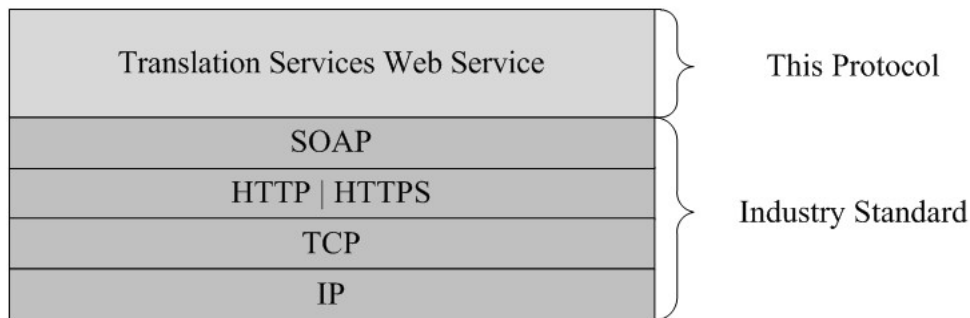 Translation Services Web Service
This Protocol
SOAP
HTTP | HTTPS
TCP
IP
Industry Standard